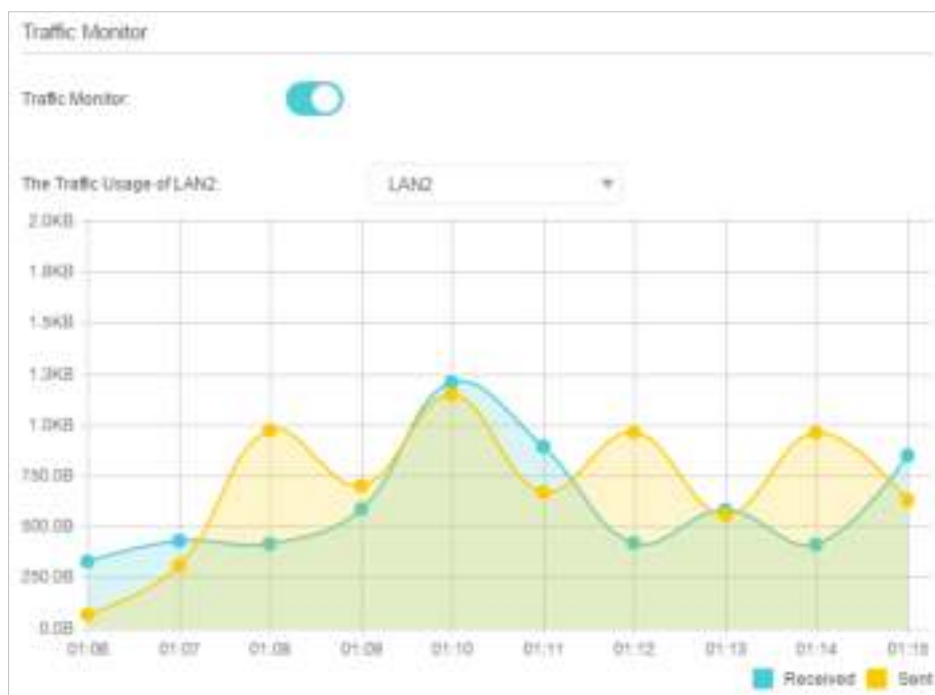 Traffic Monitor
Traffic Monitor:
The Traffic Usage of LAN2: LAN2
2.0KB
1.8KB
1.5KB
1.3KB
1.0KB
750.0B
500.0B
250.0B
0.0B
01:06 01:07 01:08 01:09 01:10 01:11 01:12 01:13 01:14 01:15
Received Sent